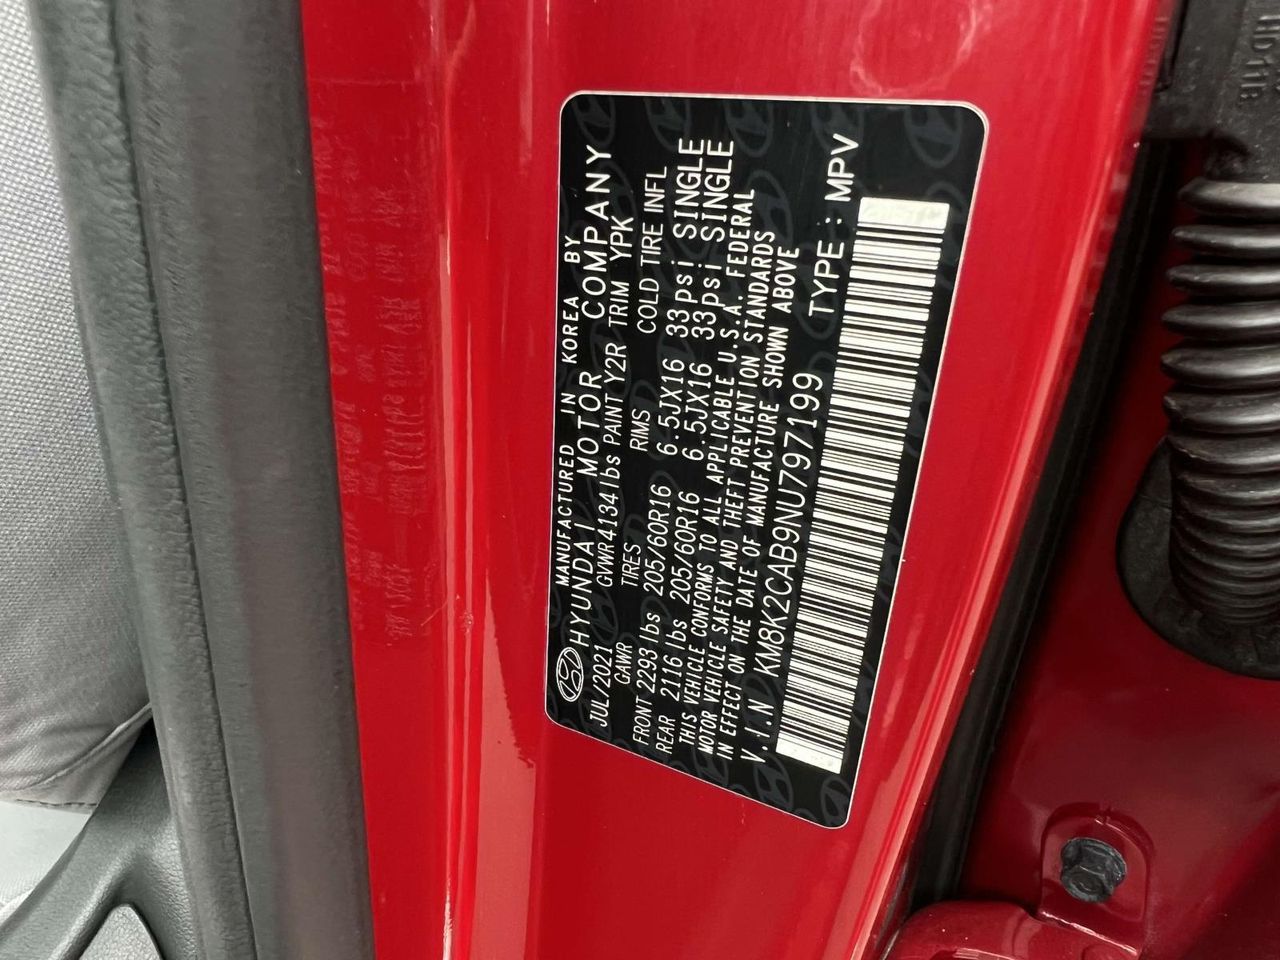 MANUFACTURED IN KOREA BY
HYUNDAI MOTOR COMPANY
JUL/2021 GVWR 4134 lbs PAINT Y2R TRIM YPK
GAWR TIRES RIMS COLD TIRE INFL
FRONT 2293 lbs 205/60R16 6.5JX16 33psi SINGLE
REAR 2116 lbs 205/60R16 6.5JX16 33psi SINGLE
THIS VEHICLE CONFORMS TO ALL APPLICABLE U.S.A. FEDERAL
MOTOR VEHICLE SAFETY AND THEFT PREVENTION STANDARDS
IN EFFECT ON THE DATE OF MANUFACTURE SHOWN ABOVE
V.I.N KM8K2CAB9NU797199 TYPE: MPV
HD11B